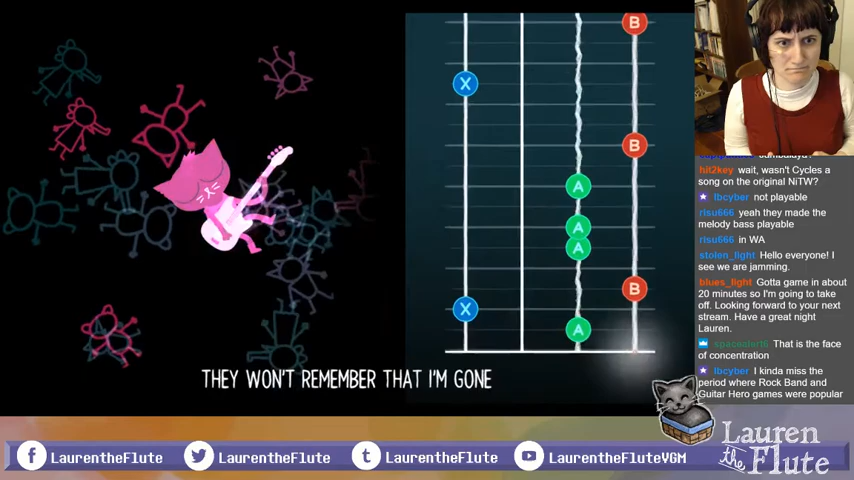 B
X
B
A
A
A
B
X
A
THEY WON'T REMEMBER THAT I'M GONE
hit2key wait, wasn't Cycles a
song on the original NiTW?
lbcyber not playable
risu666 yeah they made the
melody bass playable
risu666 in WA
stolen_light Hello everyone! I
see we are jamming.
blues_light Gotta game in about
20 minutes so I'm going to take
off. Looking forward to your next
stream. Have a great night
Lauren.
That is the face
of concentration
lbcyber I kinda miss the
period where Rock Band and
Guitar Hero games were popular
Lauren
the Flute
LaurentheFlute
LaurentheFlute
LaurentheFlute
LaurentheFluteVGM